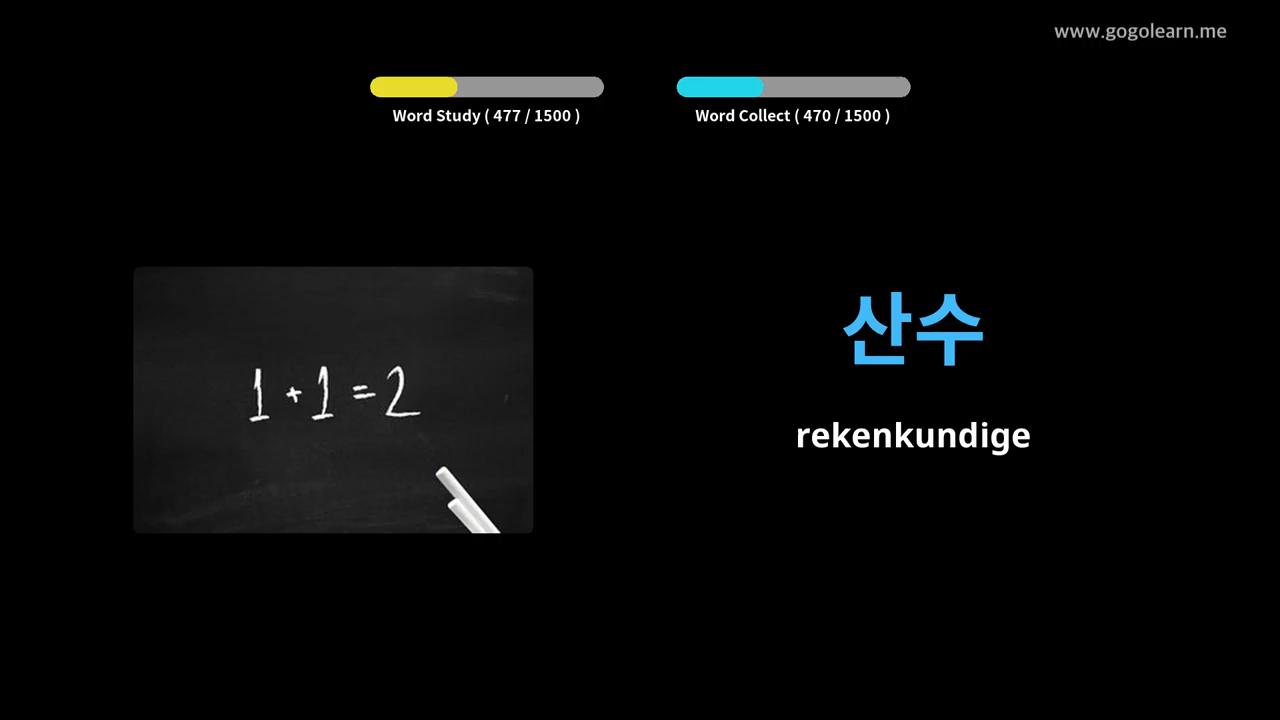 www.gogolearn.me
Word Study ( 477 / 1500 )
Word Collect ( 470 / 1500 )
1 + 1 = 2
산수
rekenkundige